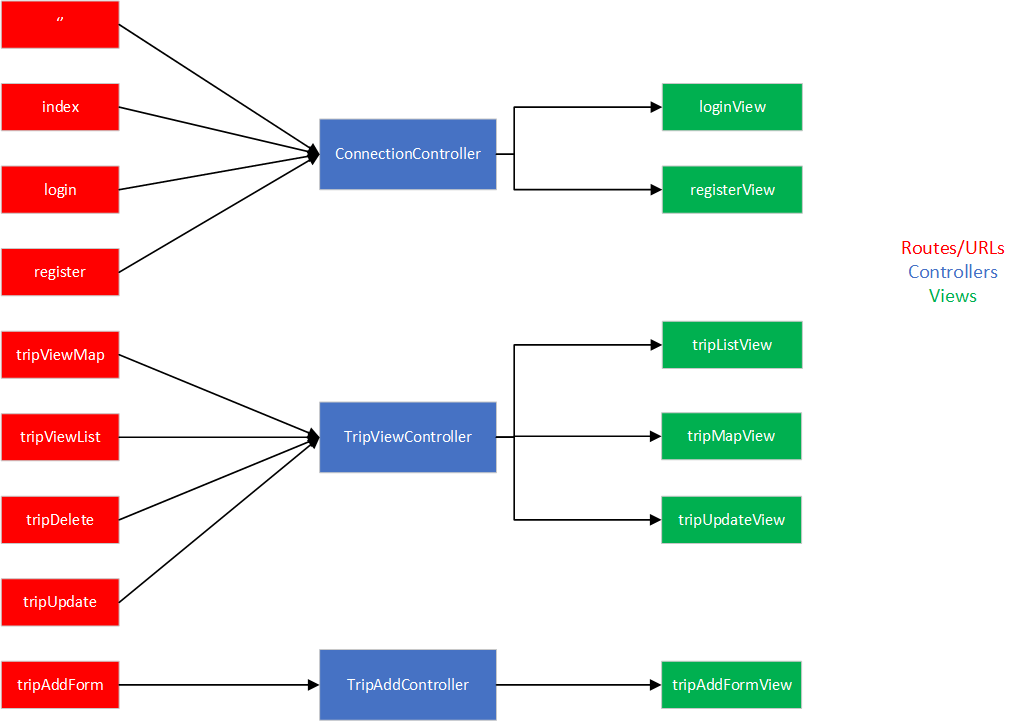 ‘’
index
login
register
tripViewMap
tripViewList
tripDelete
tripUpdate
tripAddForm
ConnectionController
TripViewController
TripAddController
loginView
registerView
tripListView
tripMapView
tripUpdateView
tripAddFormView
Routes/URLs
Controllers
Views